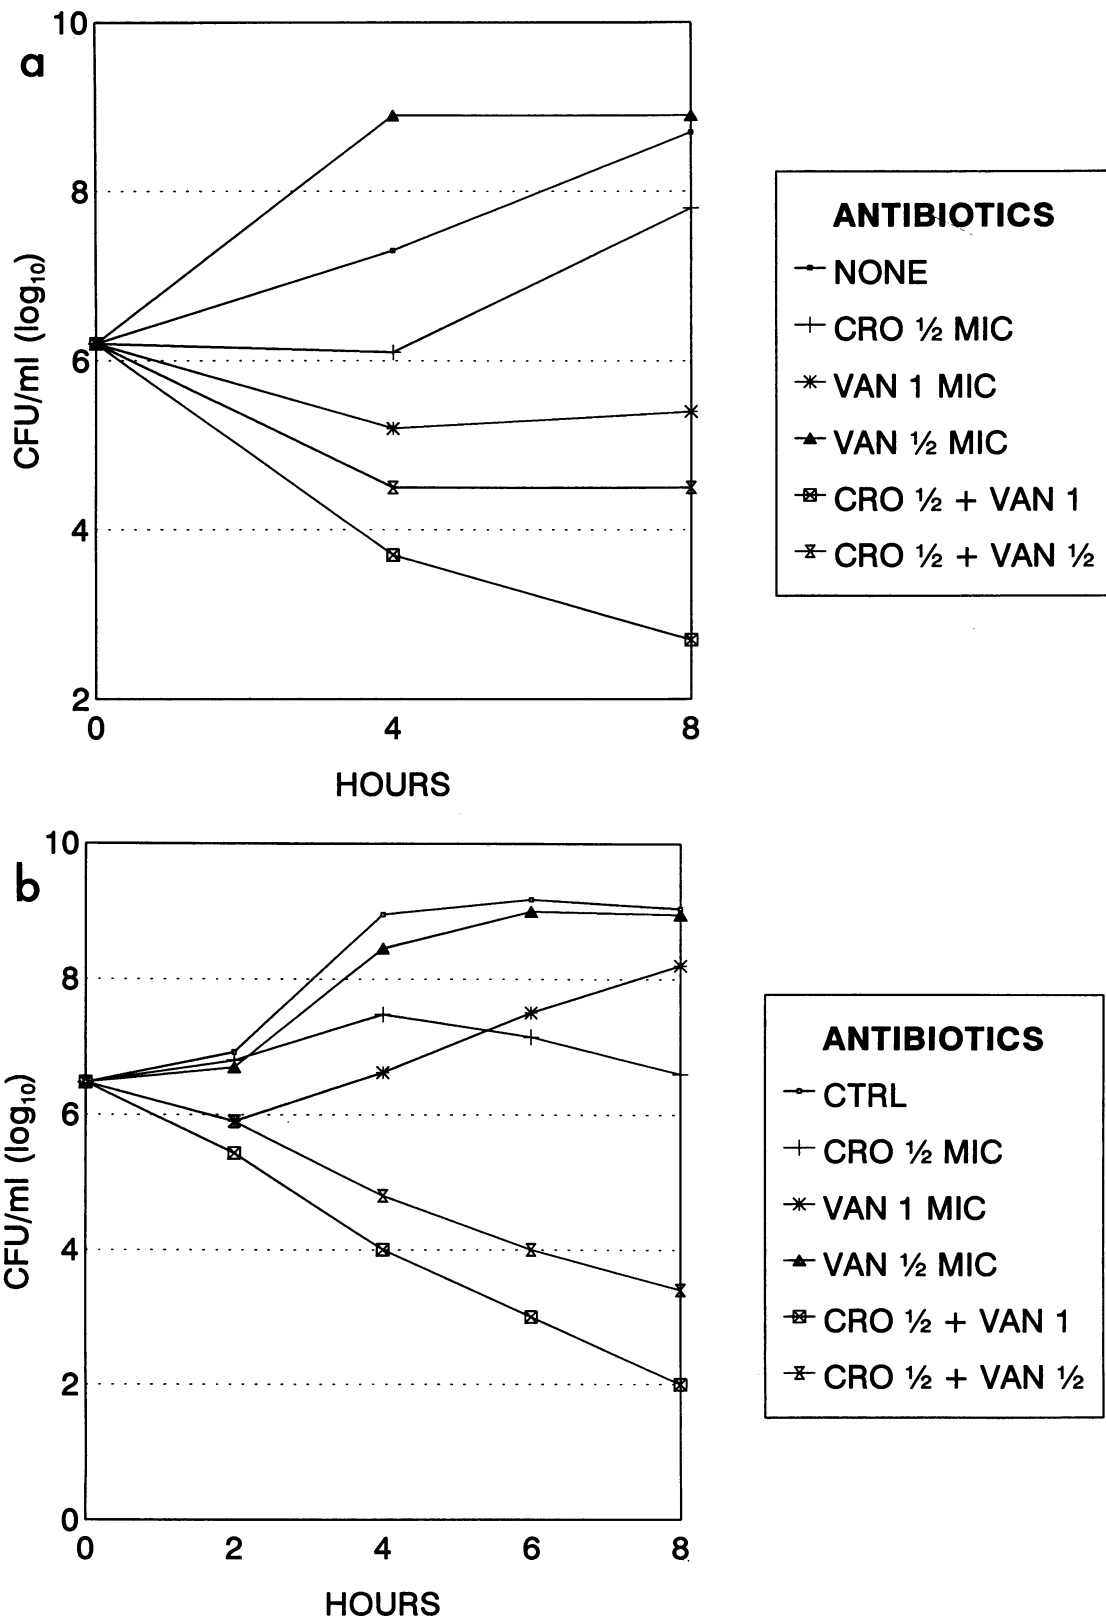 a
10
8
6
4
2
CFU/ml (log₁₀)
0 4 8
HOURS
ANTIBIOTICS
NONE
CRO ½ MIC
VAN 1 MIC
VAN ½ MIC
CRO ½ + VAN 1
CRO ½ + VAN ½
b
10
8
6
4
2
0
CFU/ml (log₁₀)
0 2 4 6 8
HOURS
ANTIBIOTICS
CTRL
CRO ½ MIC
VAN 1 MIC
VAN ½ MIC
CRO ½ + VAN 1
CRO ½ + VAN ½